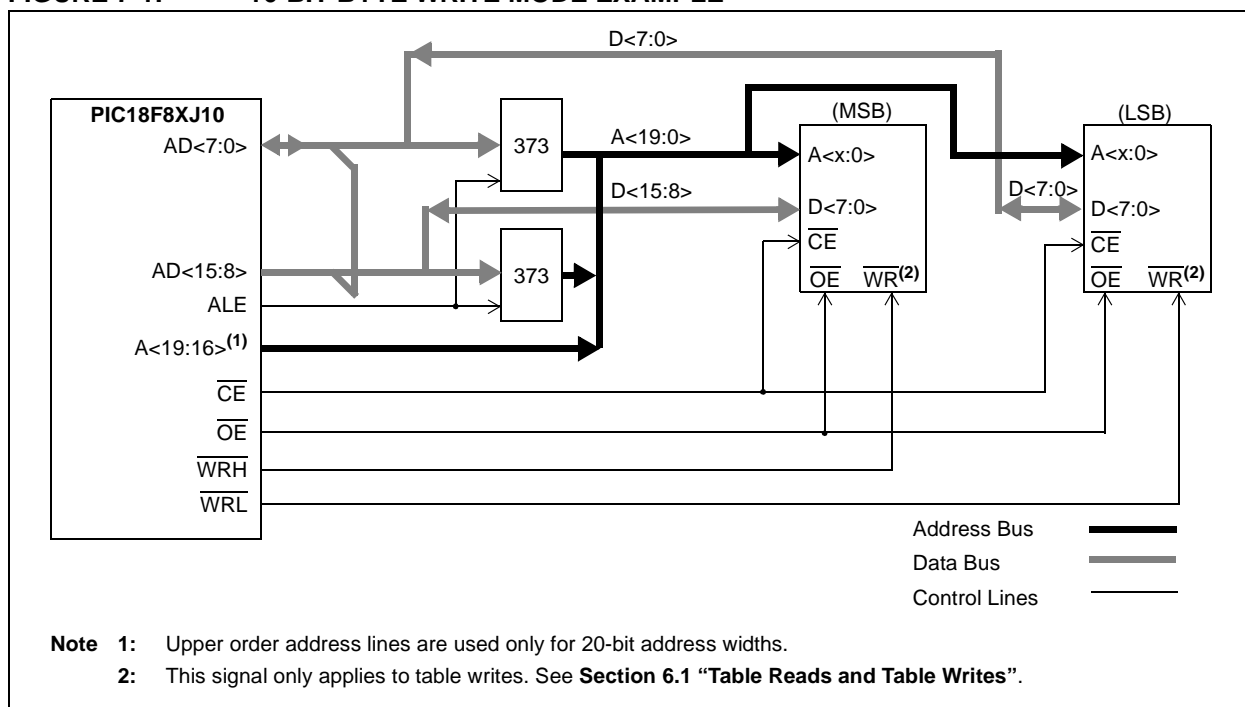 D<7:0>
PIC18F8XJ10
AD<7:0>
373
A<19:0>
(MSB)
A<x:0>
(LSB)
A<x:0>
D<15:8>
D<7:0>
D<7:0>
D<7:0>
CE
CE
AD<15:8>
373
OE WR(2)
OE WR(2)
ALE
A<19:16>(1)
CE
OE
WRH
WRL
Address Bus
Data Bus
Control Lines
Note 1: Upper order address lines are used only for 20-bit address widths.
2: This signal only applies to table writes. See Section 6.1 “Table Reads and Table Writes”.